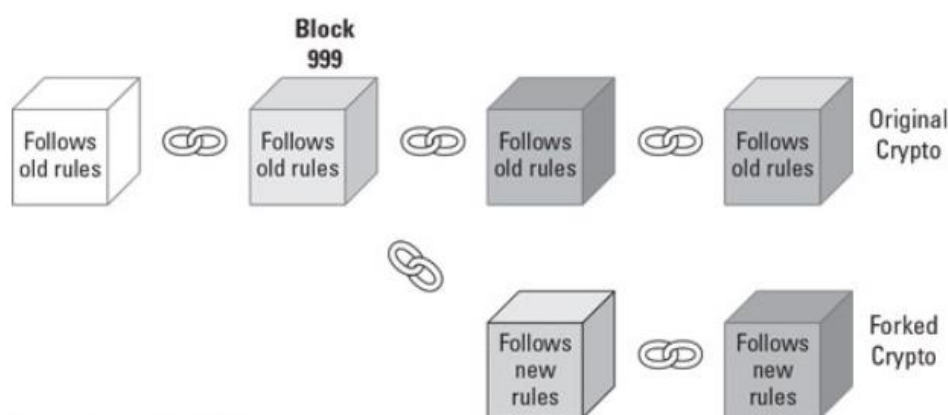 Block
999
Follows
old rules
Follows
old rules
Follows
old rules
Follows
old rules
Original
Crypto
Follows
new
rules
Follows
new
rules
Forked
Crypto